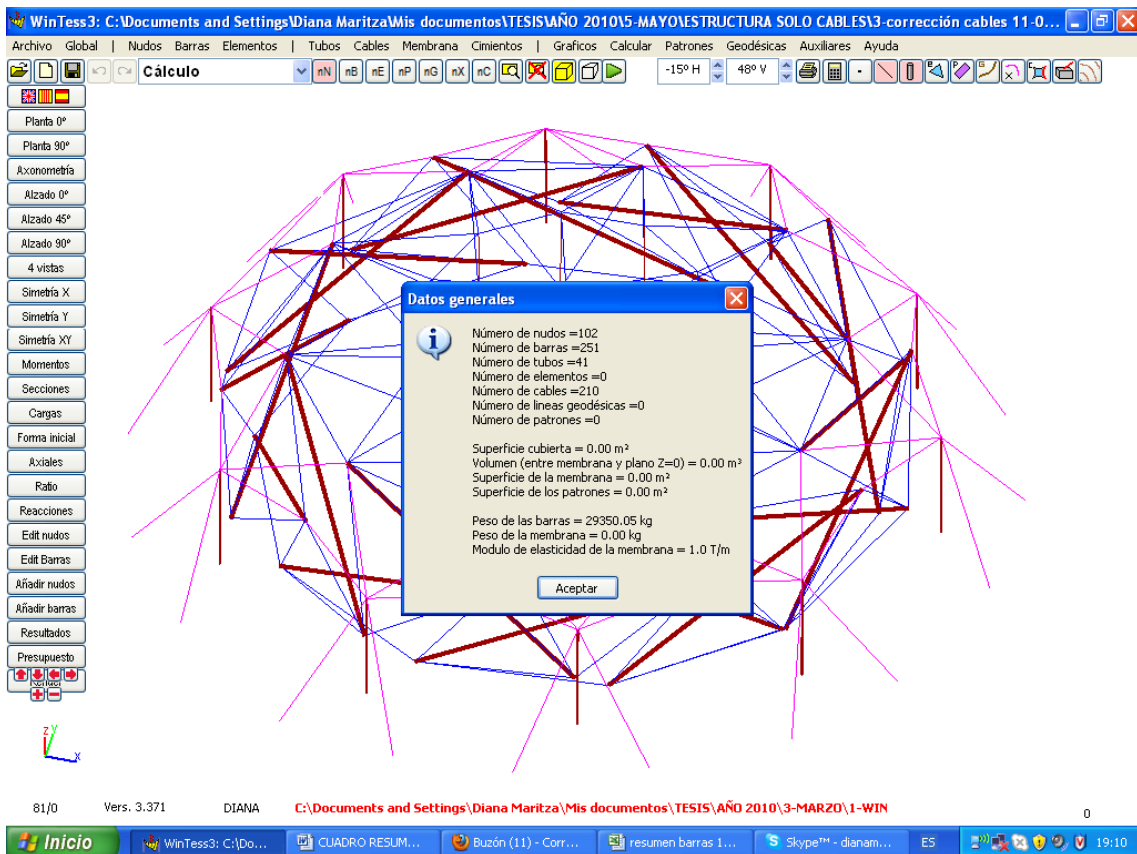 WinTess3: C:\Documents and Settings\Diana Maritza\Mis documentos\TESIS\AÑO 2010\5-MAYO\ESTRUCTURA SOLO CABLES\3-corrección cables 11-0...
Archivo Global | Nudos Barras Elementos | Tubos Cables Membrana Cimientos | Graficos Calcular Patrones Geodésicas Auxiliares Ayuda
Cálculo nN nB nE nP nG nX nC -15º H 48º V
Planta 0º
Planta 90º
Axonometría
Alzado 0º
Alzado 45º
Alzado 90º
4 vistas
Simetría X
Simetría Y
Simetría XY
Momentos
Secciones
Cargas
Forma inicial
Axiales
Ratio
Reacciones
Edit nudos
Edit Barras
Añadir nudos
Añadir barras
Resultados
Presupuesto
Datos generales
Número de nudos =102
Número de barras =251
Número de tubos =41
Número de elementos =0
Número de cables =210
Número de lineas geodésicas =0
Número de patrones =0
Superficie cubierta = 0.00 m²
Volumen (entre membrana y plano Z=0) = 0.00 m³
Superficie de la membrana = 0.00 m²
Superficie de los patrones = 0.00 m²
Peso de las barras = 29350.05 kg
Peso de la membrana = 0.00 kg
Modulo de elasticidad de la membrana = 1.0 T/m
Aceptar
z y
x
81/0 Vers. 3.371 DIANA C:\Documents and Settings\Diana Maritza\Mis documentos\TESIS\AÑO 2010\3-MARZO\1-WIN 0
Inicio WinTess3: C:\Do... CUADRO RESUM... Buzón (11) - Corr... resumen barras 1... Skype™ - dianam... ES 19:10